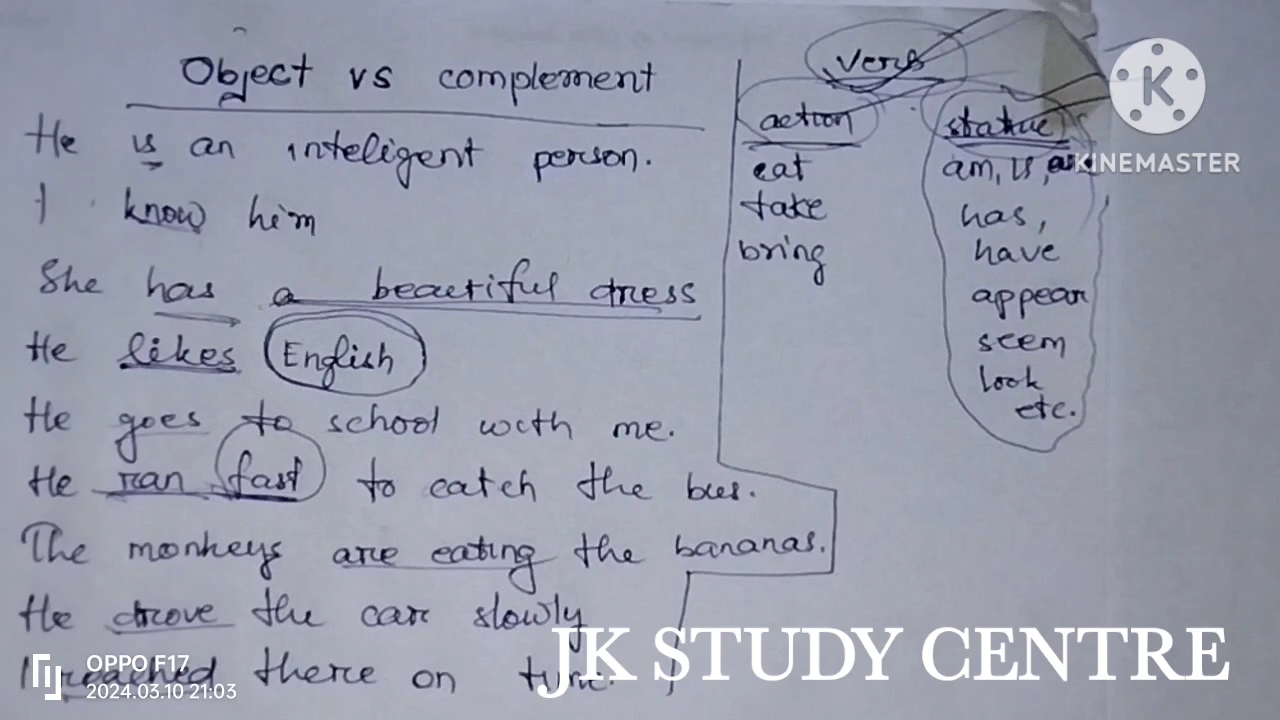 Object vs complement
He is an inteligent person.
I know him
She has a beautiful dress
He likes English
He goes to school with me.
He ran fast to catch the bus.
The monkeys are eating the bananas.
He drove the car slowly
I reached there on time.
verb
action
eat
take
bring
statue
am, is, are
has,
have
appear
seem
look
etc.
K
KINEMASTER
JK STUDY CENTRE
OPPO F17
2024.03.10 21:03